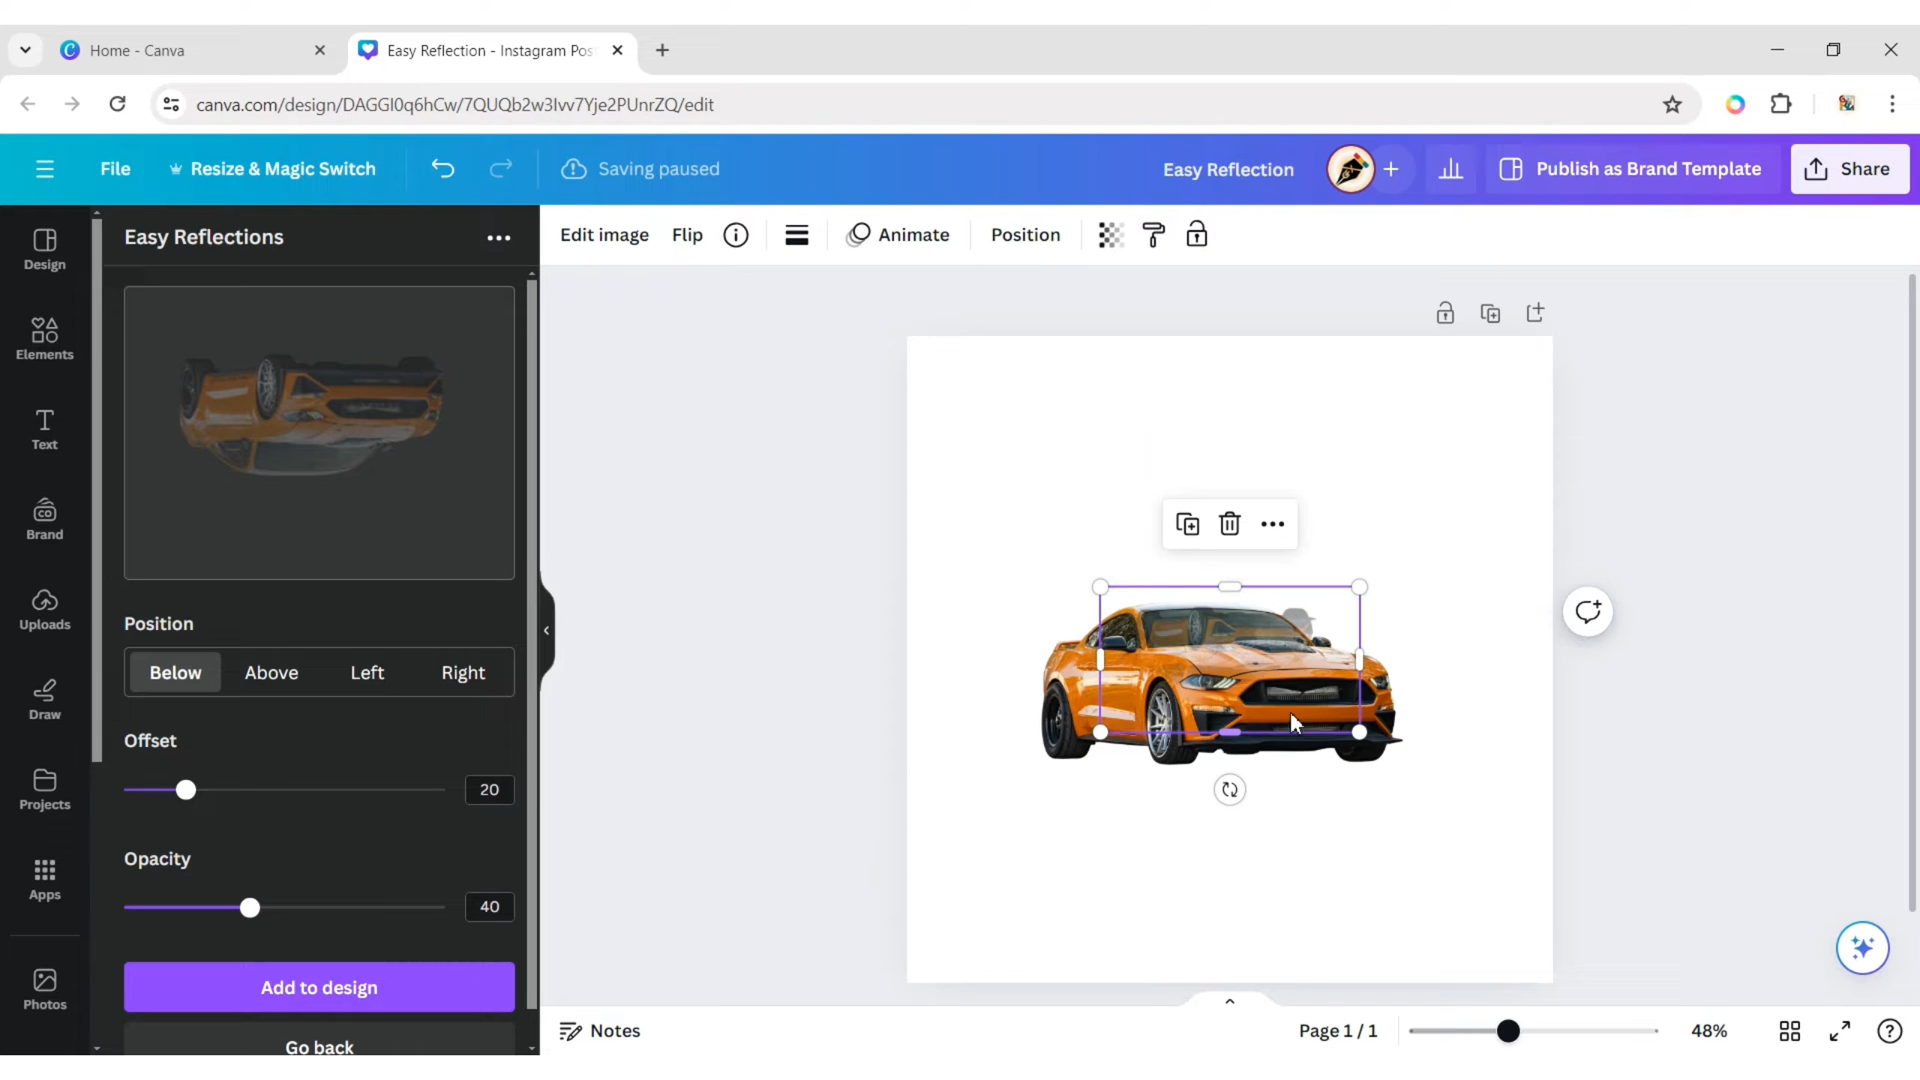 Home - Canva
Easy Reflection - Instagram Pos
canva.com/design/DAGGI0q6hCw/7QUQb2w3Ivv7Yje2PUnrZQ/edit
File
Resize & Magic Switch
Saving paused
Easy Reflection
Publish as Brand Template
Share
Design
Elements
Text
Brand
Uploads
Draw
Projects
Apps
Photos
Easy Reflections
Position
Below
Above
Left
Right
Offset
20
Opacity
40
Add to design
Go back
Edit image
Flip
Animate
Position
Notes
Page 1 / 1
48%